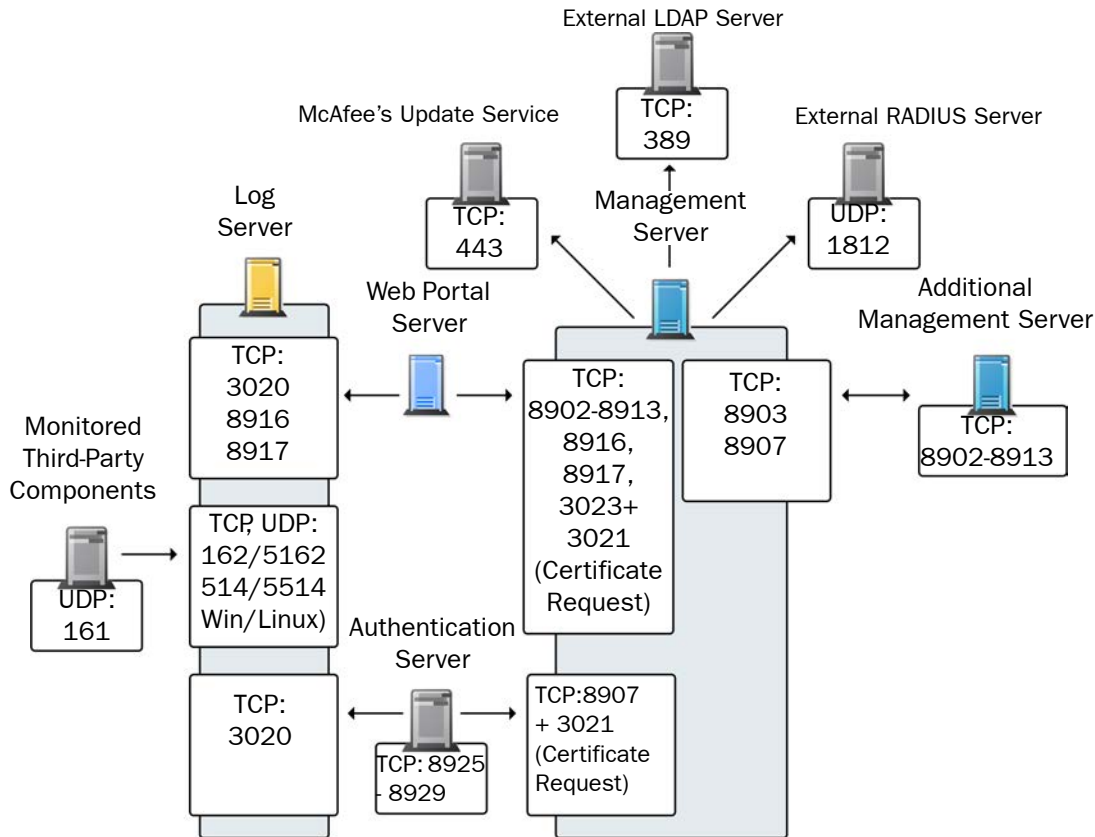 External LDAP Server
TCP:
389
McAfee's Update Service
TCP:
443
External RADIUS Server
UDP:
1812
Management
Server
Log
Server
Web Portal
Server
Additional
Management Server
TCP:
8902-8913
TCP:
3020
8916
8917
TCP:
8902-8913,
8916,
8917,
3023+
3021
(Certificate
Request)
TCP:
8903
8907
Monitored
Third-Party
Components
UDP:
161
TCP, UDP:
162/5162
514/5514
Win/Linux)
Authentication
Server
TCP: 8925
- 8929
TCP:
3020
TCP:8907
+ 3021
(Certificate
Request)